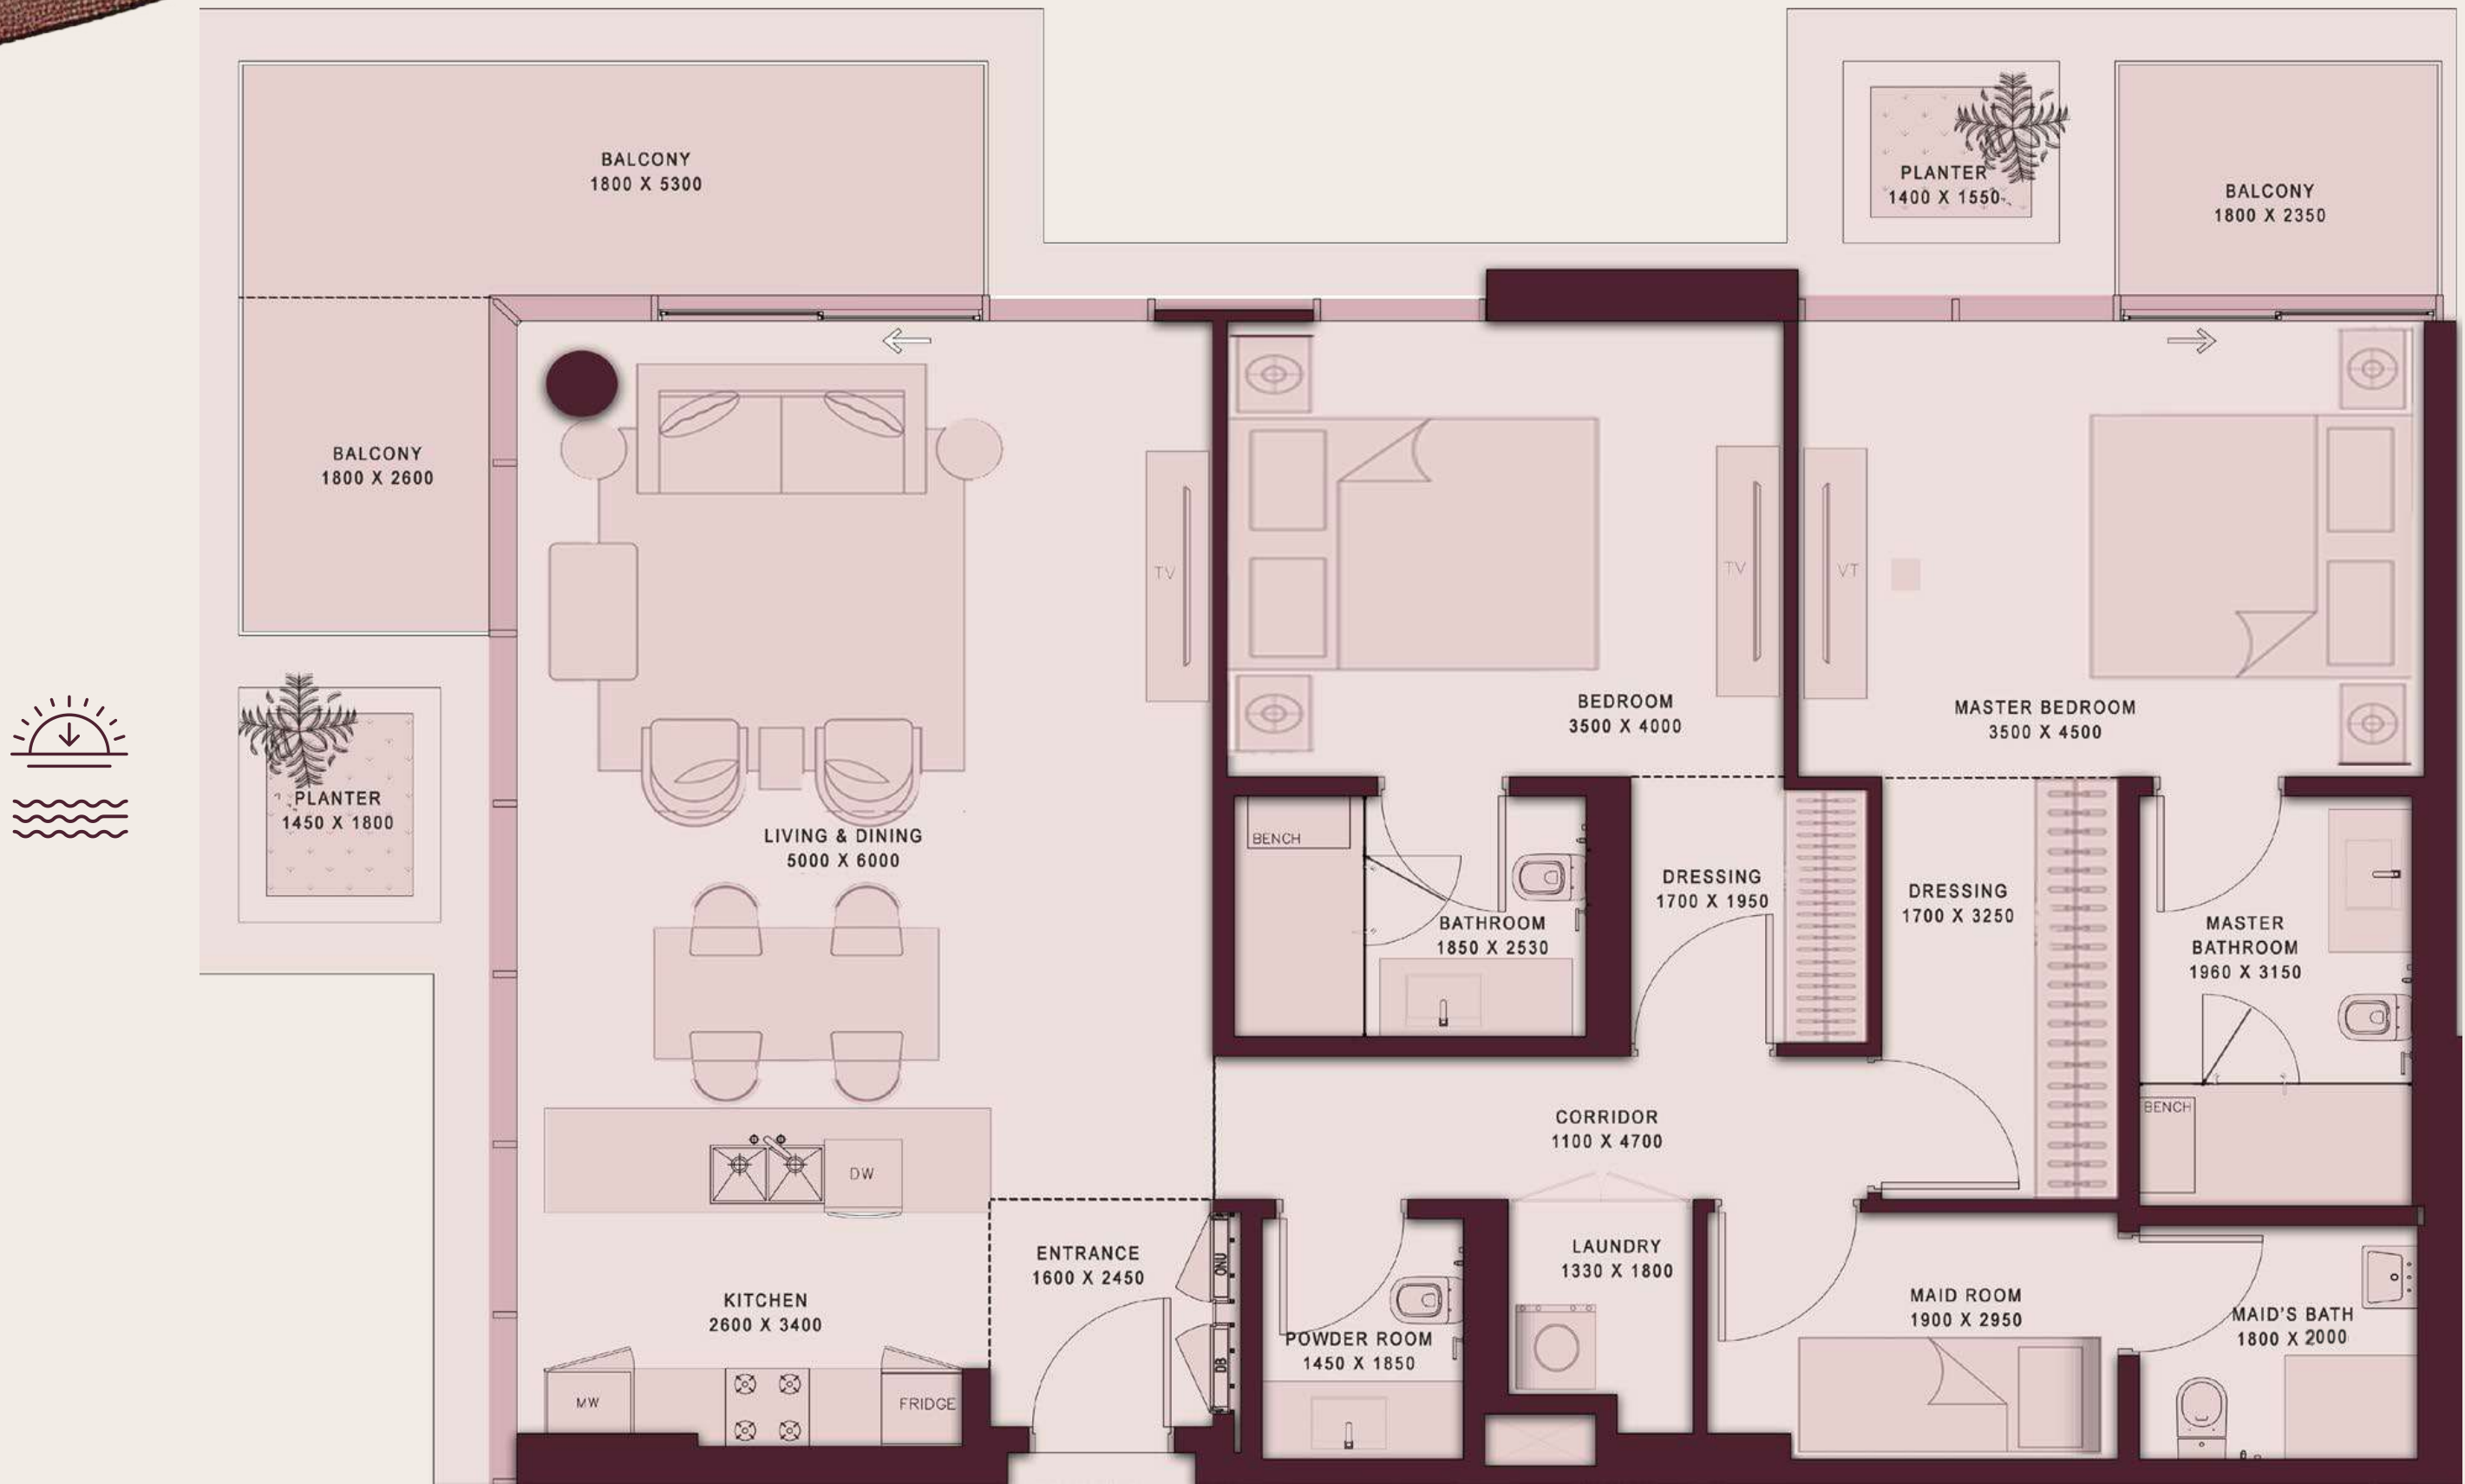 BALCONY
1800 X 5300
PLANTER
1400 X 1550
BALCONY
1800 X 2350
BALCONY
1800 X 2600
TV
TV
VT
BEDROOM
3500 X 4000
MASTER BEDROOM
3500 X 4500
PLANTER
1450 X 1800
LIVING & DINING
5000 X 6000
BENCH
BATHROOM
1850 X 2530
DRESSING
1700 X 1950
DRESSING
1700 X 3250
MASTER
BATHROOM
1960 X 3150
BENCH
CORRIDOR
1100 X 4700
DW
ENTRANCE
1600 X 2450
ONU
LAUNDRY
1330 X 1800
KITCHEN
2600 X 3400
MAID ROOM
1900 X 2950
MAID'S BATH
1800 X 2000
POWDER ROOM
1450 X 1850
DB
MW
FRIDGE